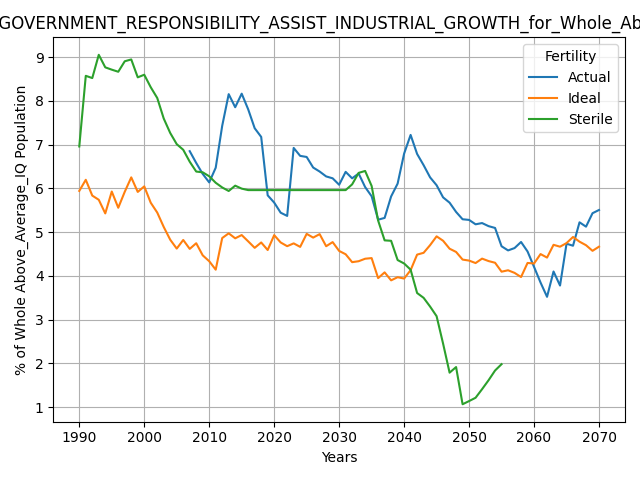 GOVERNMENT_RESPONSIBILITY_ASSIST_INDUSTRIAL_GROWTH_for_Whole_Ab
Fertility
Actual
Ideal
Sterile
% of Whole Above_Average_IQ Population
9
8
7
6
5
4
3
2
1
1990 2000 2010 2020 2030 2040 2050 2060 2070
Years